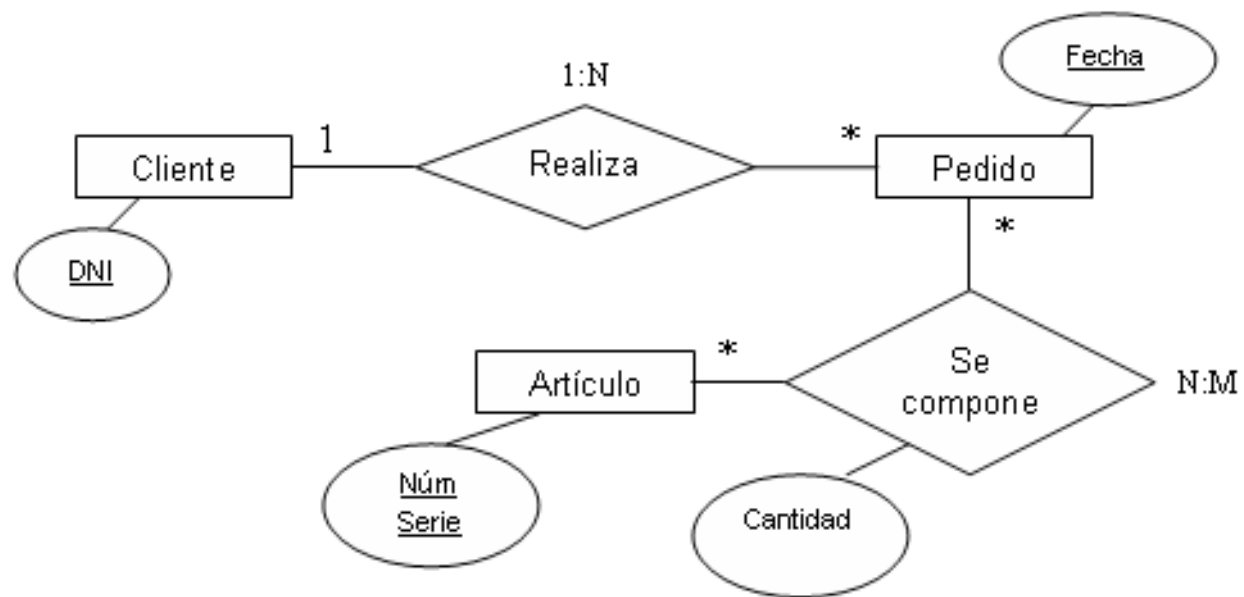 Fecha
1:N
Cliente
1
Realiza
*
Pedido
*
DNI
Artículo
*
Se
compone
N:M
Núm
Serie
Cantidad